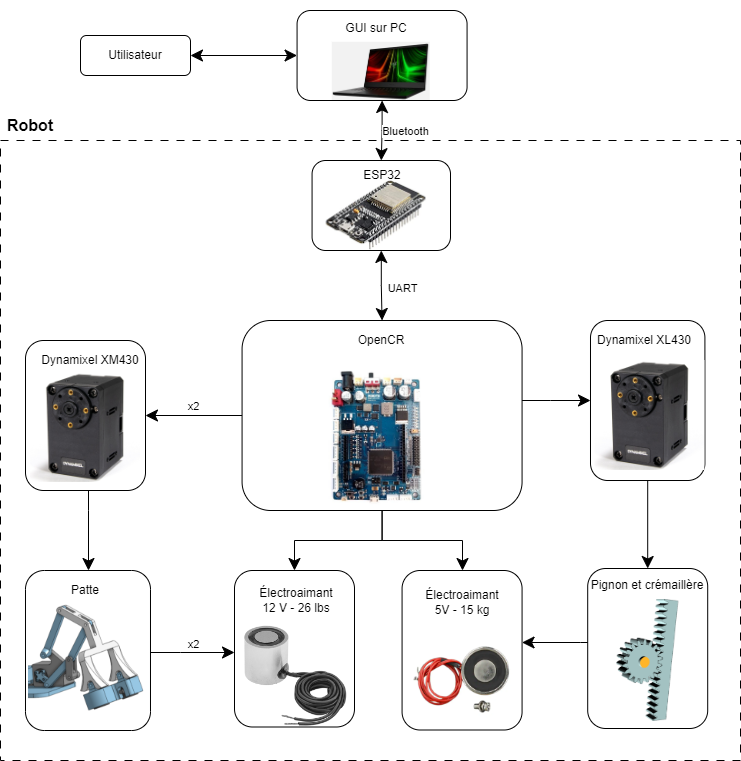 GUI sur PC
Utilisateur
Bluetooth
Robot
ESP32
UART
OpenCR
Dynamixel XM430
Dynamixel XL430
x2
DYNAMIXEL
Patte
Électroaimant
12 V - 26 lbs
Électroaimant
5V - 15 kg
Pignon et crémaillère
x2